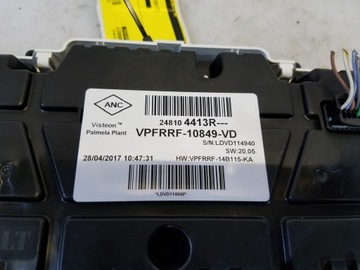 ANC
Visteon™
Palmela Plant
24810 4413R---
VPFRRF-10849-VD
S/N:LDVD114940
SW:20.05.
28/04/2017 10:47:31
HW:VPFRRF-14B115-KA
*LDVD114940*
LT